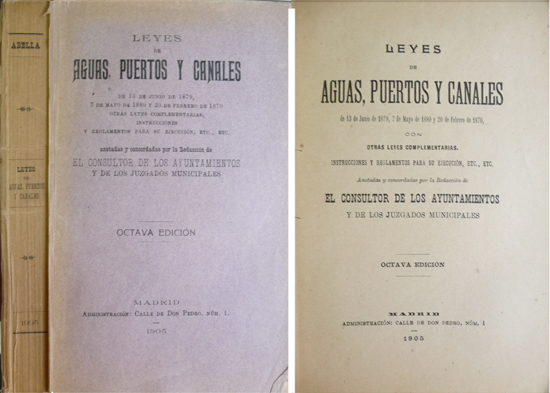 ABELLA
LEYES
DE
AGUAS, PUERTOS
Y CANALES
1905
LEYES
DE
AGUAS, PUERTOS Y CANALES
DE 13 DE JUNIO DE 1879,
7 DE MAYO DE 1880 Y 20 DE FEBRERO DE 1870
OTRAS LEYES COMPLEMENTARIAS,
INSTRUCCIONES
Y REGLAMENTOS PARA SU EJECUCIÓN, ETC., ETC.
anotadas y concordadas por la Redacción de
EL CONSULTOR DE LOS AYUNTAMIENTOS
Y DE LOS JUZGADOS MUNICIPALES
OCTAVA EDICIÓN
MADRID
ADMINISTRACIÓN: CALLE DE DON PEDRO, NÚM. 1.
1905
LEYES
DE
AGUAS, PUERTOS Y CANALES
de 13 de Junio de 1879, 7 de Mayo de 1880 y 20 de Febrero de 1870,
CON
OTRAS LEYES COMPLEMENTARIAS,
INSTRUCCIONES Y REGLAMENTOS PARA SU EJECUCIÓN, ETC., ETC.
Anotadas y concordadas por la Redacción de
EL CONSULTOR DE LOS AYUNTAMIENTOS
Y DE LOS JUZGADOS MUNICIPALES
OCTAVA EDICIÓN
MADRID
ADMINISTRACIÓN: CALLE DE DON PEDRO, NÚM. 1
1905